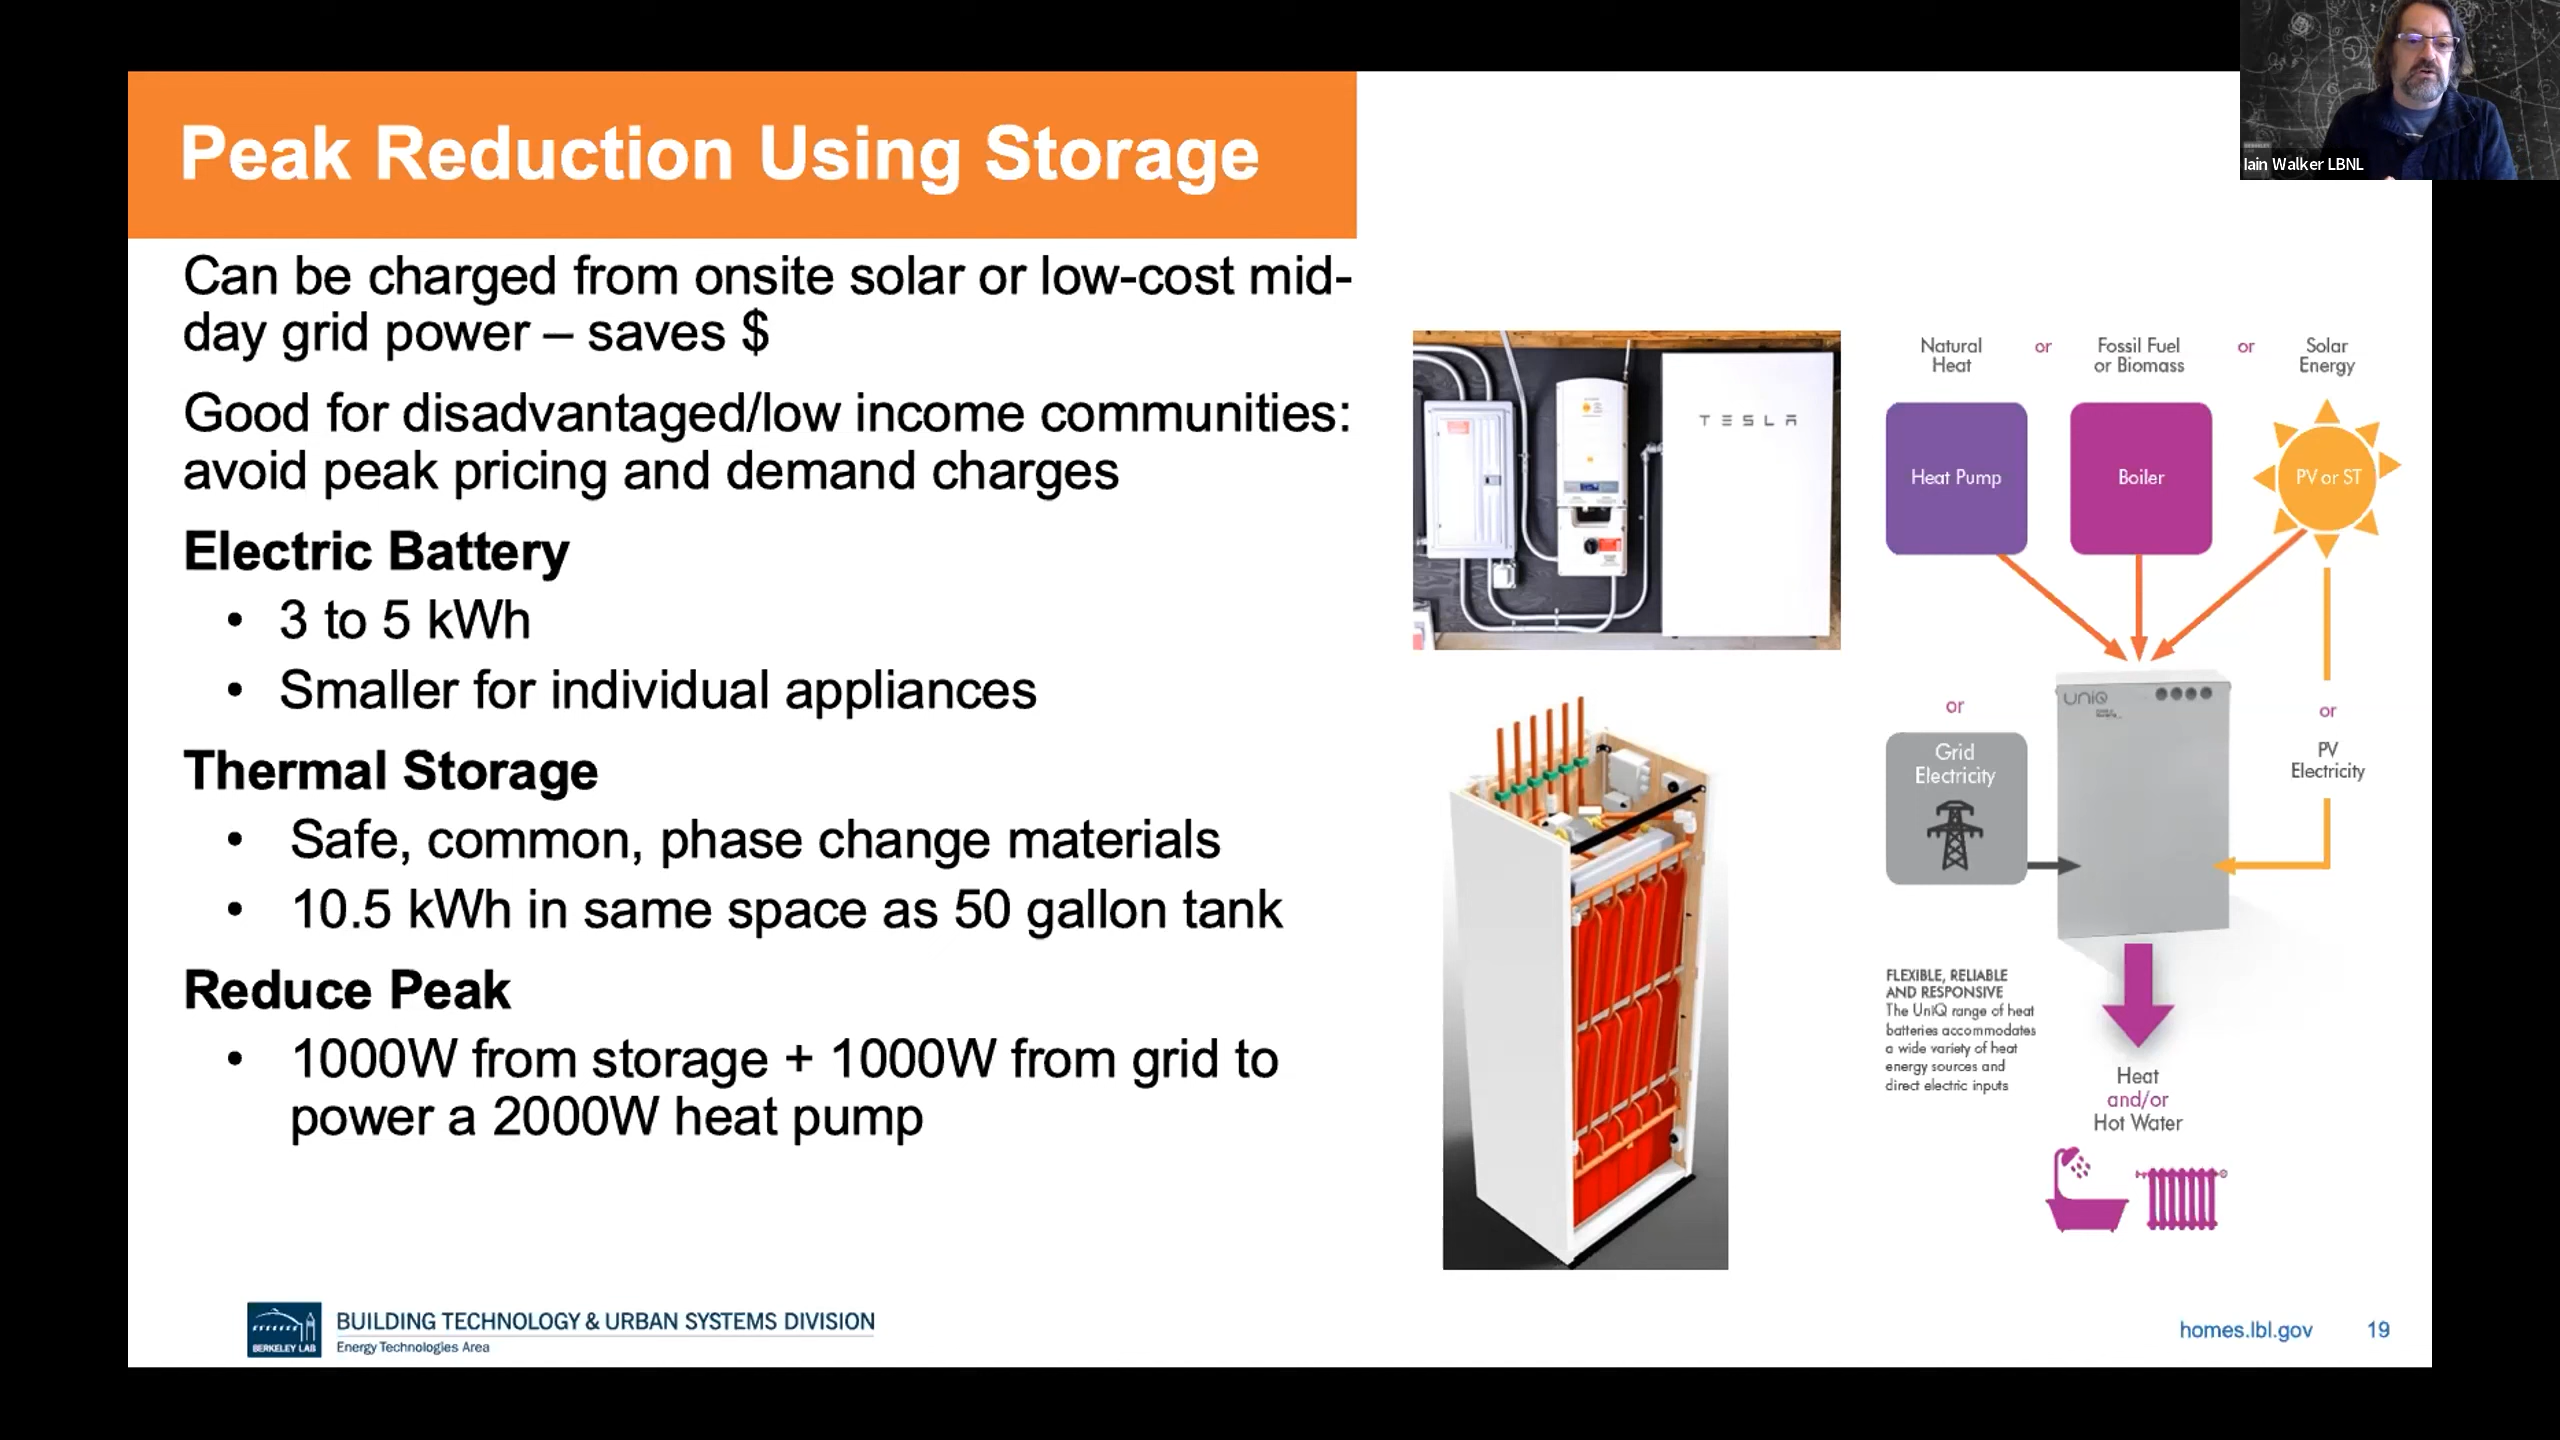 Iain Walker LBNL
Peak Reduction Using Storage
Can be charged from onsite solar or low-cost mid-
day grid power – saves $
Good for disadvantaged/low income communities:
avoid peak pricing and demand charges
Electric Battery
• 3 to 5 kWh
• Smaller for individual appliances
Thermal Storage
• Safe, common, phase change materials
• 10.5 kWh in same space as 50 gallon tank
Reduce Peak
• 1000W from storage + 1000W from grid to
power a 2000W heat pump
TESLA
Natural
Heat
or
Fossil Fuel
or Biomass
or
Solar
Energy
Heat Pump
Boiler
PV or ST
or
Grid
Electricity
UniQ
or
PV
Electricity
FLEXIBLE, RELIABLE
AND RESPONSIVE
The UniQ range of heat
batteries accommodates
a wide variety of heat
energy sources and
direct electric inputs
Heat
and/or
Hot Water
BERKELEY LAB
BUILDING TECHNOLOGY & URBAN SYSTEMS DIVISION
Energy Technologies Area
homes.lbl.gov
19